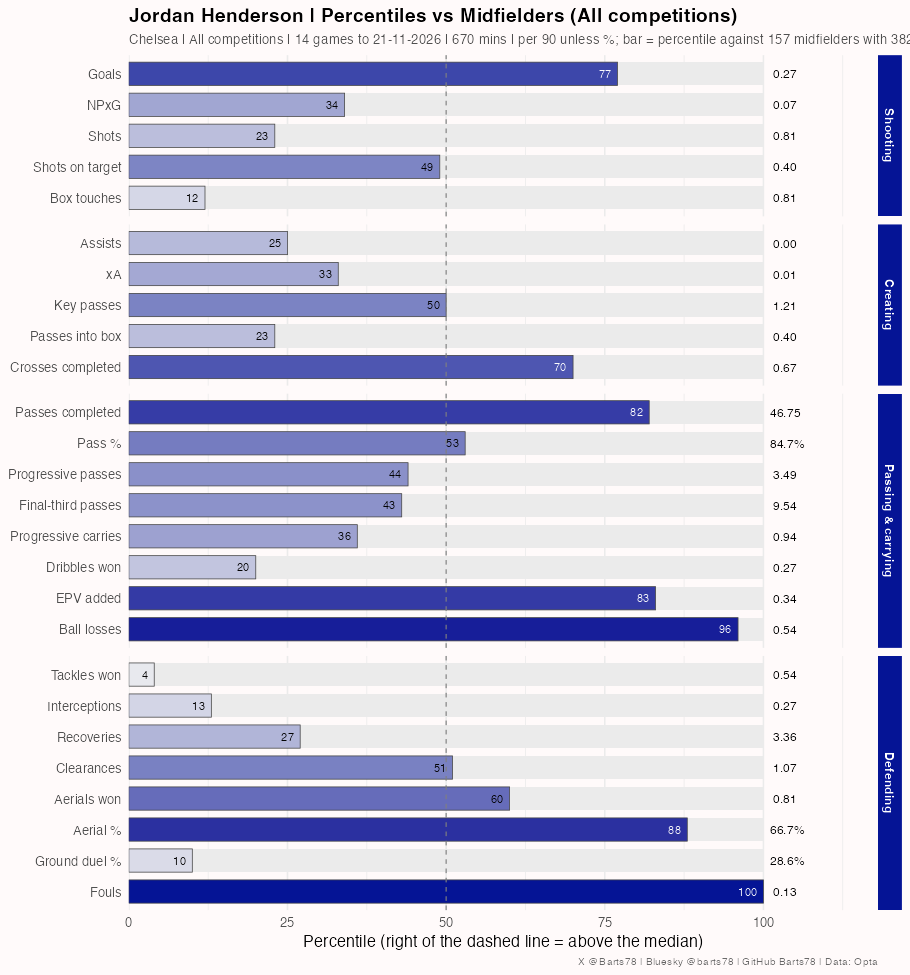 Jordan Henderson | Percentiles vs Midfielders (All competitions)
Chelsea | All competitions | 14 games to 21-11-2026 | 670 mins | per 90 unless %; bar = percentile against 157 midfielders with 382
Goals 77 0.27
NPxG 34 0.07
Shots 23 0.81
Shots on target 49 0.40
Box touches 12 0.81
Shooting
Assists 25 0.00
xA 33 0.01
Key passes 50 1.21
Passes into box 23 0.40
Crosses completed 70 0.67
Creating
Passes completed 82 46.75
Pass % 53 84.7%
Progressive passes 44 3.49
Final-third passes 43 9.54
Progressive carries 36 0.94
Dribbles won 20 0.27
EPV added 83 0.34
Ball losses 96 0.54
Passing & carrying
Tackles won 4 0.54
Interceptions 13 0.27
Recoveries 27 3.36
Clearances 51 1.07
Aerials won 60 0.81
Aerial % 88 66.7%
Ground duel % 10 28.6%
Fouls 100 0.13
Defending
0 25 50 75 100
Percentile (right of the dashed line = above the median)
X @Barts78 | Bluesky @barts78 | GitHub Barts78 | Data: Opta